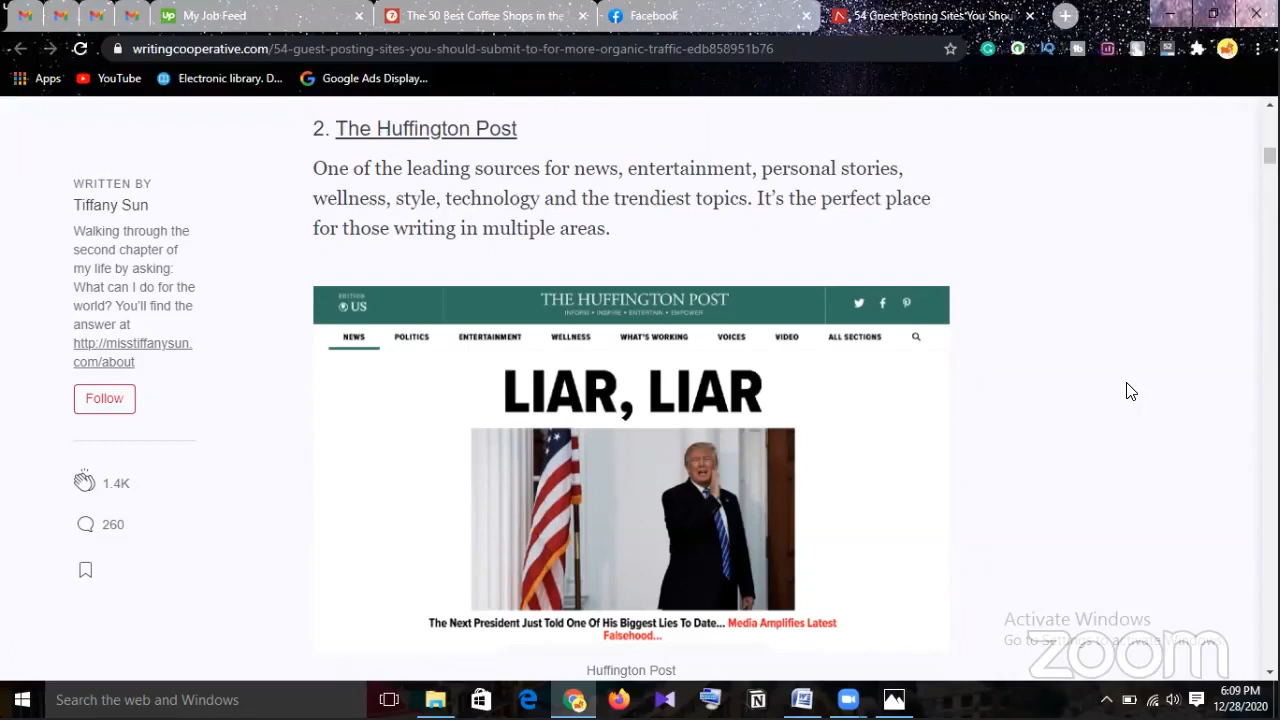 My Job Feed
The 50 Best Coffee Shops in the
Facebook
54 Guest Posting Sites You Shou
writingcooperative.com/54-guest-posting-sites-you-should-submit-to-for-more-organic-traffic-edb858951b76
Apps
YouTube
Electronic library. D...
Google Ads Display...
2. The Huffington Post
One of the leading sources for news, entertainment, personal stories,
wellness, style, technology and the trendiest topics. It's the perfect place
for those writing in multiple areas.
WRITTEN BY
Tiffany Sun
Walking through the
second chapter of
my life by asking:
What can I do for the
world? You'll find the
answer at
http://misstiffanysun.
com/about
Follow
1.4K
260
EDITION
US
THE HUFFINGTON POST
INFORM • INSPIRE • ENTERTAIN • EMPOWER
NEWS POLITICS ENTERTAINMENT WELLNESS WHAT'S WORKING VOICES VIDEO ALL SECTIONS
LIAR, LIAR
The Next President Just Told One Of His Biggest Lies To Date... Media Amplifies Latest
Falsehood...
Huffington Post
Activate Windows
Go to Settings to activate Windows.
zoom
Search the web and Windows
6:09 PM
12/28/2020